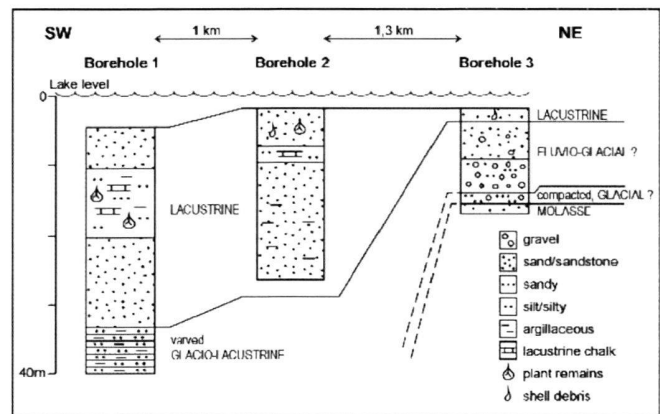 SW 1 km 1,3 km NE
Borehole 1 Borehole 2 Borehole 3
Lake level
0
LACUSTRINE
FLUVIO-GLACIAL?
LACUSTRINE
compacted, GLACIAL?
MOLASSE
gravel
sand/sandstone
sandy
silt/silty
argillaceous
lacustrine chalk
plant remains
shell debris
varved
GLACIO-LACUSTRINE
40m